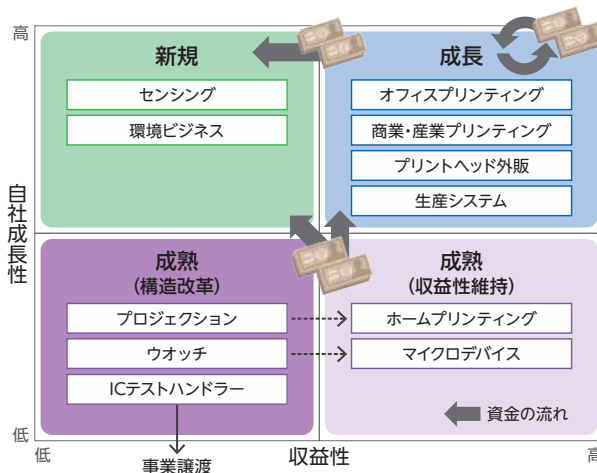 高
新規
センシング
環境ビジネス
成長
オフィスプリンティング
商業・産業プリンティング
プリントヘッド外販
生産システム
自社成長性
成熟
(構造改革)
プロジェクション
ウオッチ
ICテストハンドラー
成熟
(収益性維持)
ホームプリンティング
マイクロデバイス
資金の流れ
低
低
事業譲渡
収益性
高